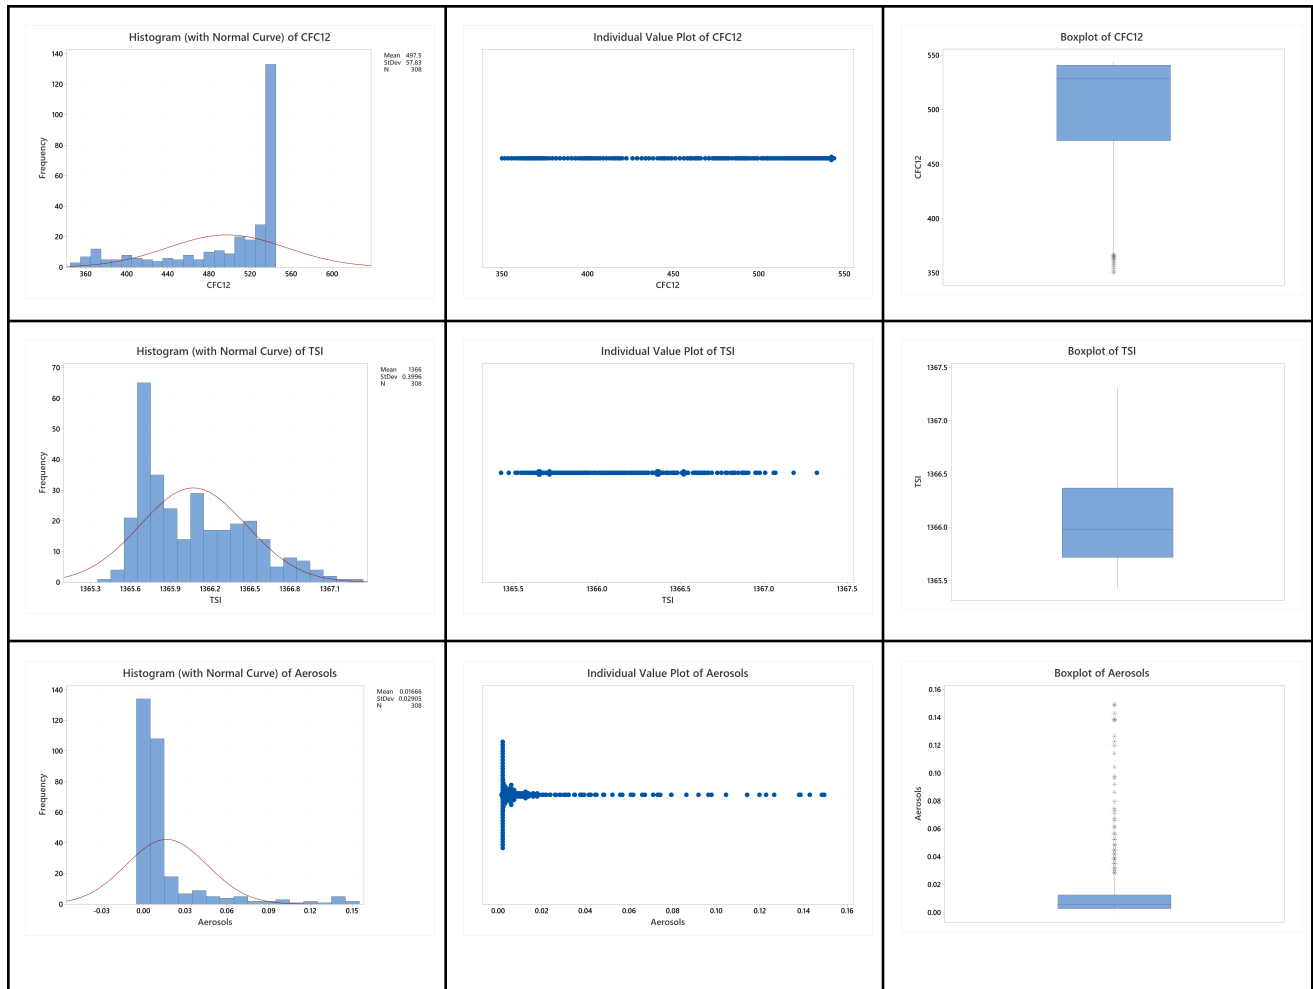 Histogram (with Normal Curve) of CFC12
Mean 497.5
StDev 57.83
N 308
140
120
100
80
60
40
20
0
Frequency
360 400 440 480 520 560 600
CFC12
Individual Value Plot of CFC12
350 400 450 500 550
CFC12
Boxplot of CFC12
550
500
450
400
350
CFC12
Histogram (with Normal Curve) of TSI
Mean 1366
StDev 0.3996
N 308
70
60
50
40
30
20
10
0
Frequency
1365.3 1365.6 1365.9 1366.2 1366.5 1366.8 1367.1
TSI
Individual Value Plot of TSI
1365.5 1366.0 1366.5 1367.0 1367.5
TSI
Boxplot of TSI
1367.5
1367.0
1366.5
1366.0
1365.5
TSI
Histogram (with Normal Curve) of Aerosols
Mean 0.01666
StDev 0.02905
N 308
140
120
100
80
60
40
20
0
Frequency
-0.03 0.00 0.03 0.06 0.09 0.12 0.15
Aerosols
Individual Value Plot of Aerosols
0.00 0.02 0.04 0.06 0.08 0.10 0.12 0.14 0.16
Aerosols
Boxplot of Aerosols
0.16
0.14
0.12
0.10
0.08
0.06
0.04
0.02
0.00
Aerosols